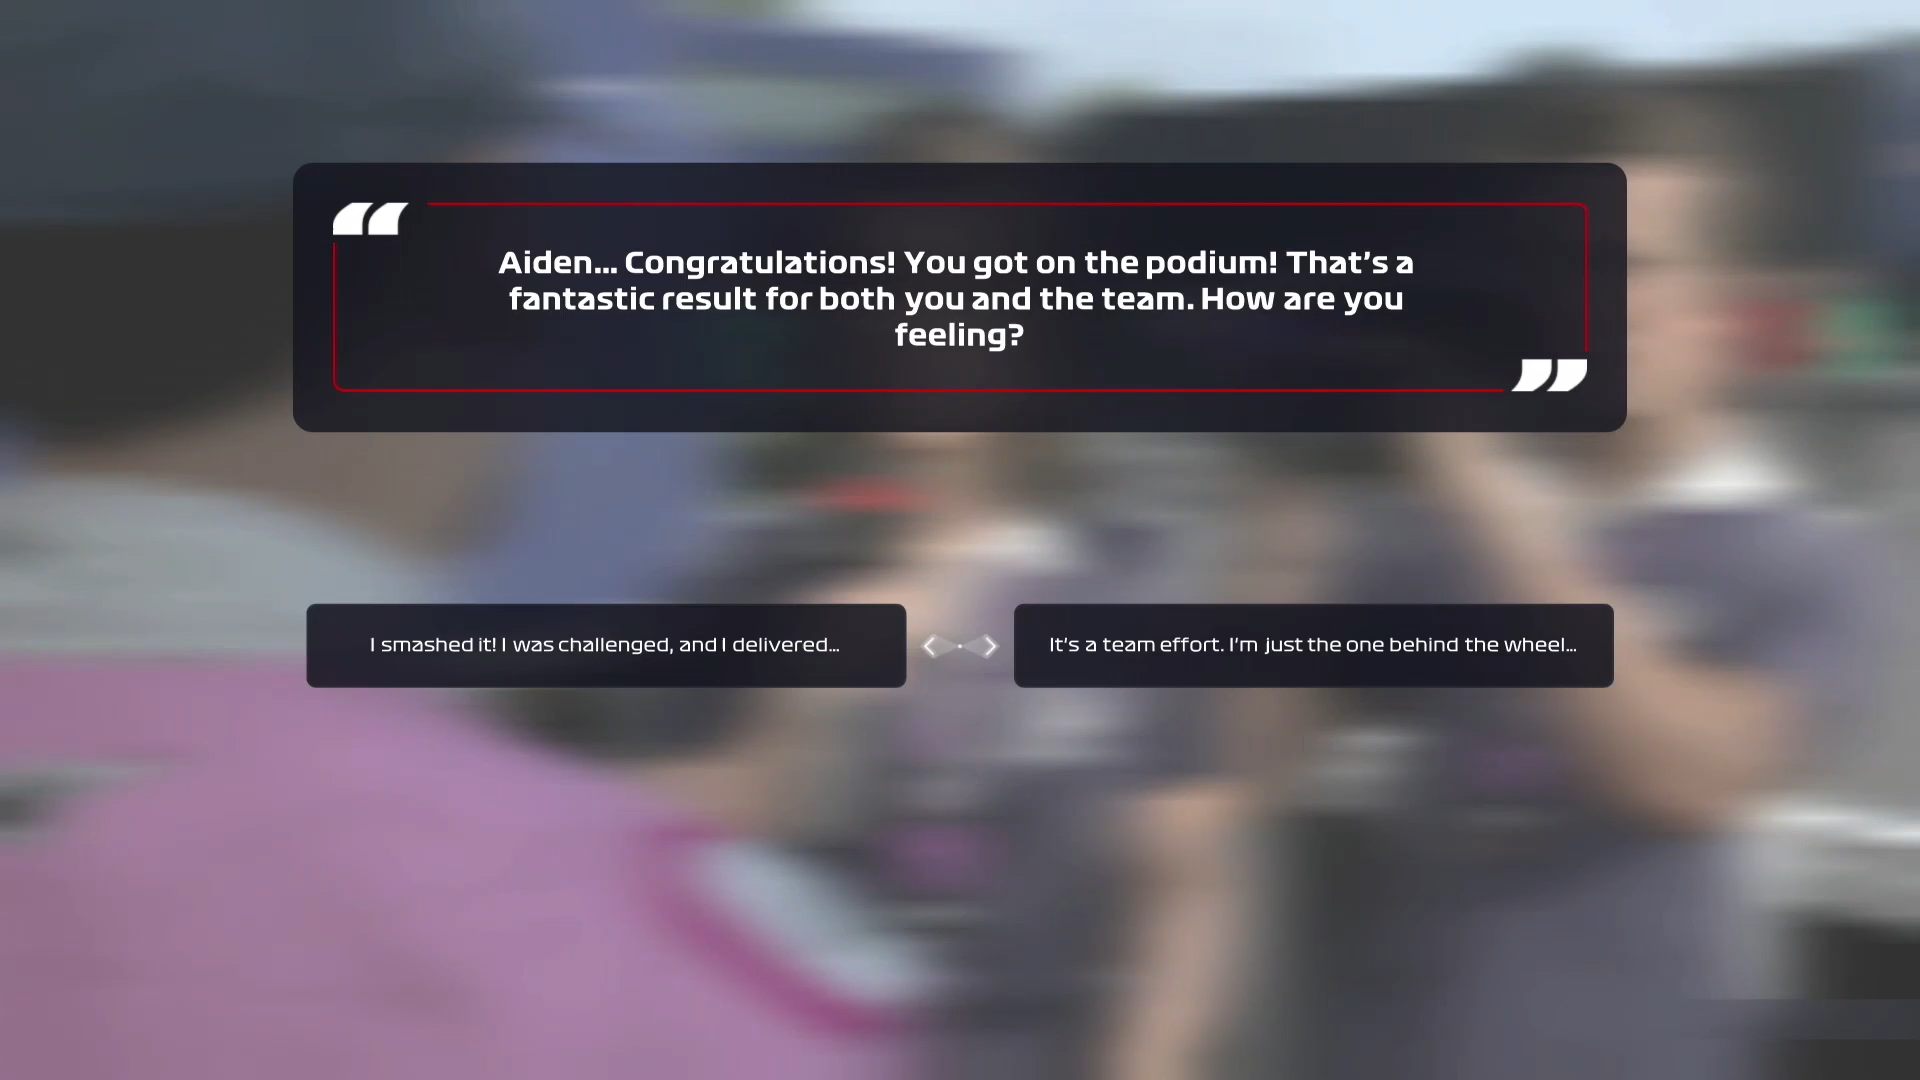 Aiden... Congratulations! You got on the podium! That's a
fantastic result for both you and the team. How are you
feeling?
I smashed it! I was challenged, and I delivered...
It's a team effort. I'm just the one behind the wheel...